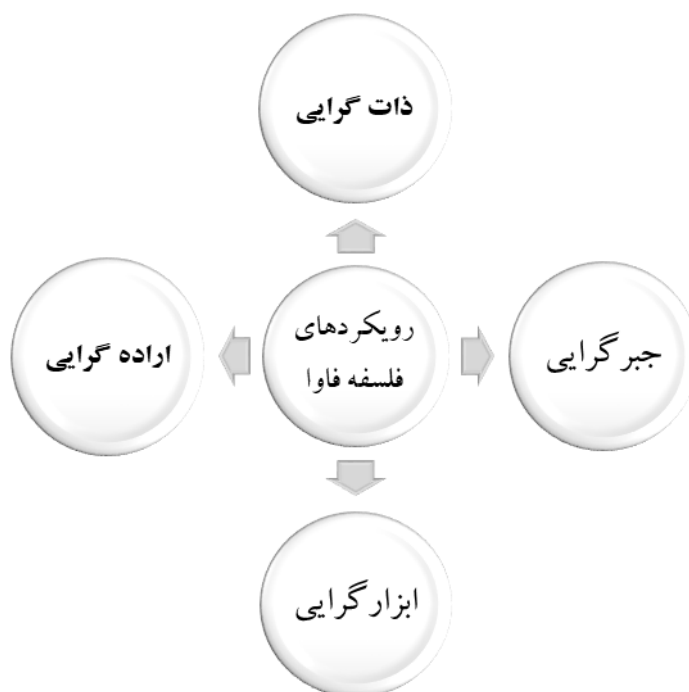 ذات گرایی
رویکردهای
فلسفه فاوا
جبرگرایی
اراده گرایی
ابزارگرایی